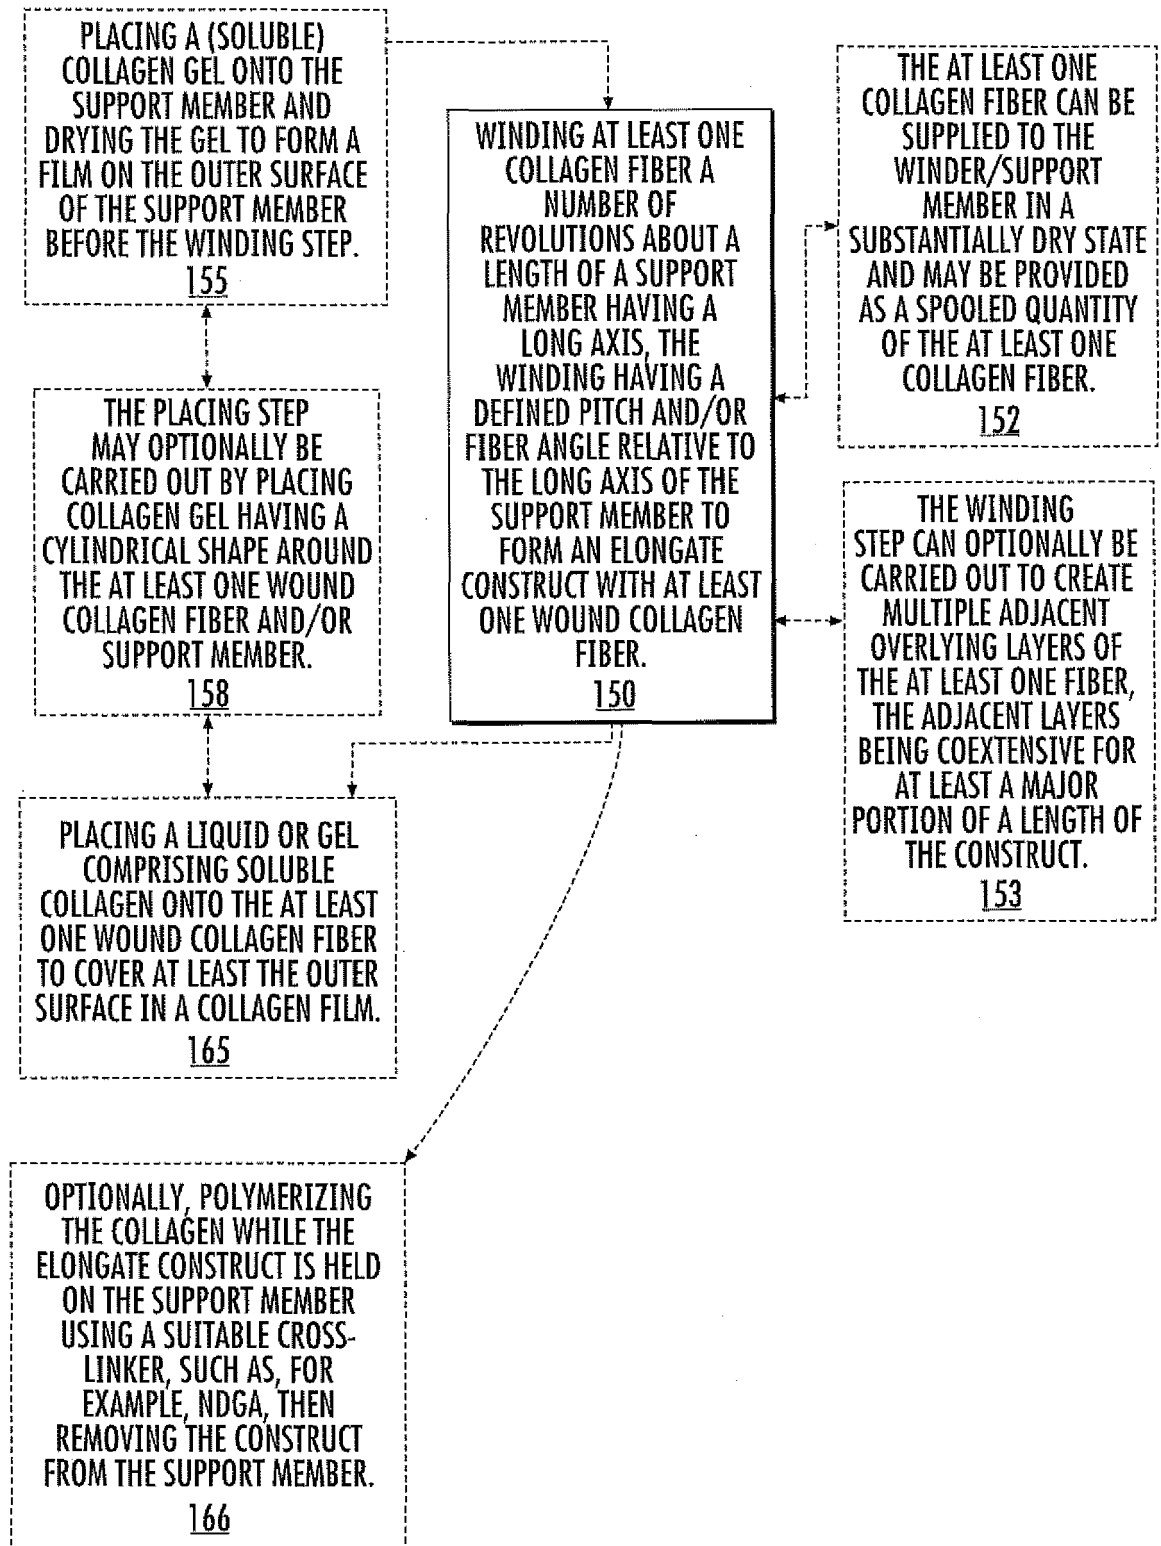 PLACING A (SOLUBLE)
COLLAGEN GEL ONTO THE
SUPPORT MEMBER AND
DRYING THE GEL TO FORM A
FILM ON THE OUTER SURFACE
OF THE SUPPORT MEMBER
BEFORE THE WINDING STEP.
155
THE PLACING STEP
MAY OPTIONALLY BE
CARRIED OUT BY PLACING
COLLAGEN GEL HAVING A
CYLINDRICAL SHAPE AROUND
THE AT LEAST ONE WOUND
COLLAGEN FIBER AND/OR
SUPPORT MEMBER.
158
PLACING A LIQUID OR GEL
COMPRISING SOLUBLE
COLLAGEN ONTO THE AT LEAST
ONE WOUND COLLAGEN FIBER
TO COVER AT LEAST THE OUTER
SURFACE IN A COLLAGEN FILM.
165
OPTIONALLY, POLYMERIZING
THE COLLAGEN WHILE THE
ELONGATE CONSTRUCT IS HELD
ON THE SUPPORT MEMBER
USING A SUITABLE CROSS-
LINKER, SUCH AS, FOR
EXAMPLE, NDGA, THEN
REMOVING THE CONSTRUCT
FROM THE SUPPORT MEMBER.
166
WINDING AT LEAST ONE
COLLAGEN FIBER A
NUMBER OF
REVOLUTIONS ABOUT A
LENGTH OF A SUPPORT
MEMBER HAVING A
LONG AXIS, THE
WINDING HAVING A
DEFINED PITCH AND/OR
FIBER ANGLE RELATIVE TO
THE LONG AXIS OF THE
SUPPORT MEMBER TO
FORM AN ELONGATE
CONSTRUCT WITH AT LEAST
ONE WOUND COLLAGEN
FIBER.
150
THE AT LEAST ONE
COLLAGEN FIBER CAN BE
SUPPLIED TO THE
WINDER/SUPPORT
MEMBER IN A
SUBSTANTIALLY DRY STATE
AND MAY BE PROVIDED
AS A SPOOLED QUANTITY
OF THE AT LEAST ONE
COLLAGEN FIBER.
152
THE WINDING
STEP CAN OPTIONALLY BE
CARRIED OUT TO CREATE
MULTIPLE ADJACENT
OVERLYING LAYERS OF
THE AT LEAST ONE FIBER,
THE ADJACENT LAYERS
BEING COEXTENSIVE FOR
AT LEAST A MAJOR
PORTION OF A LENGTH OF
THE CONSTRUCT.
153